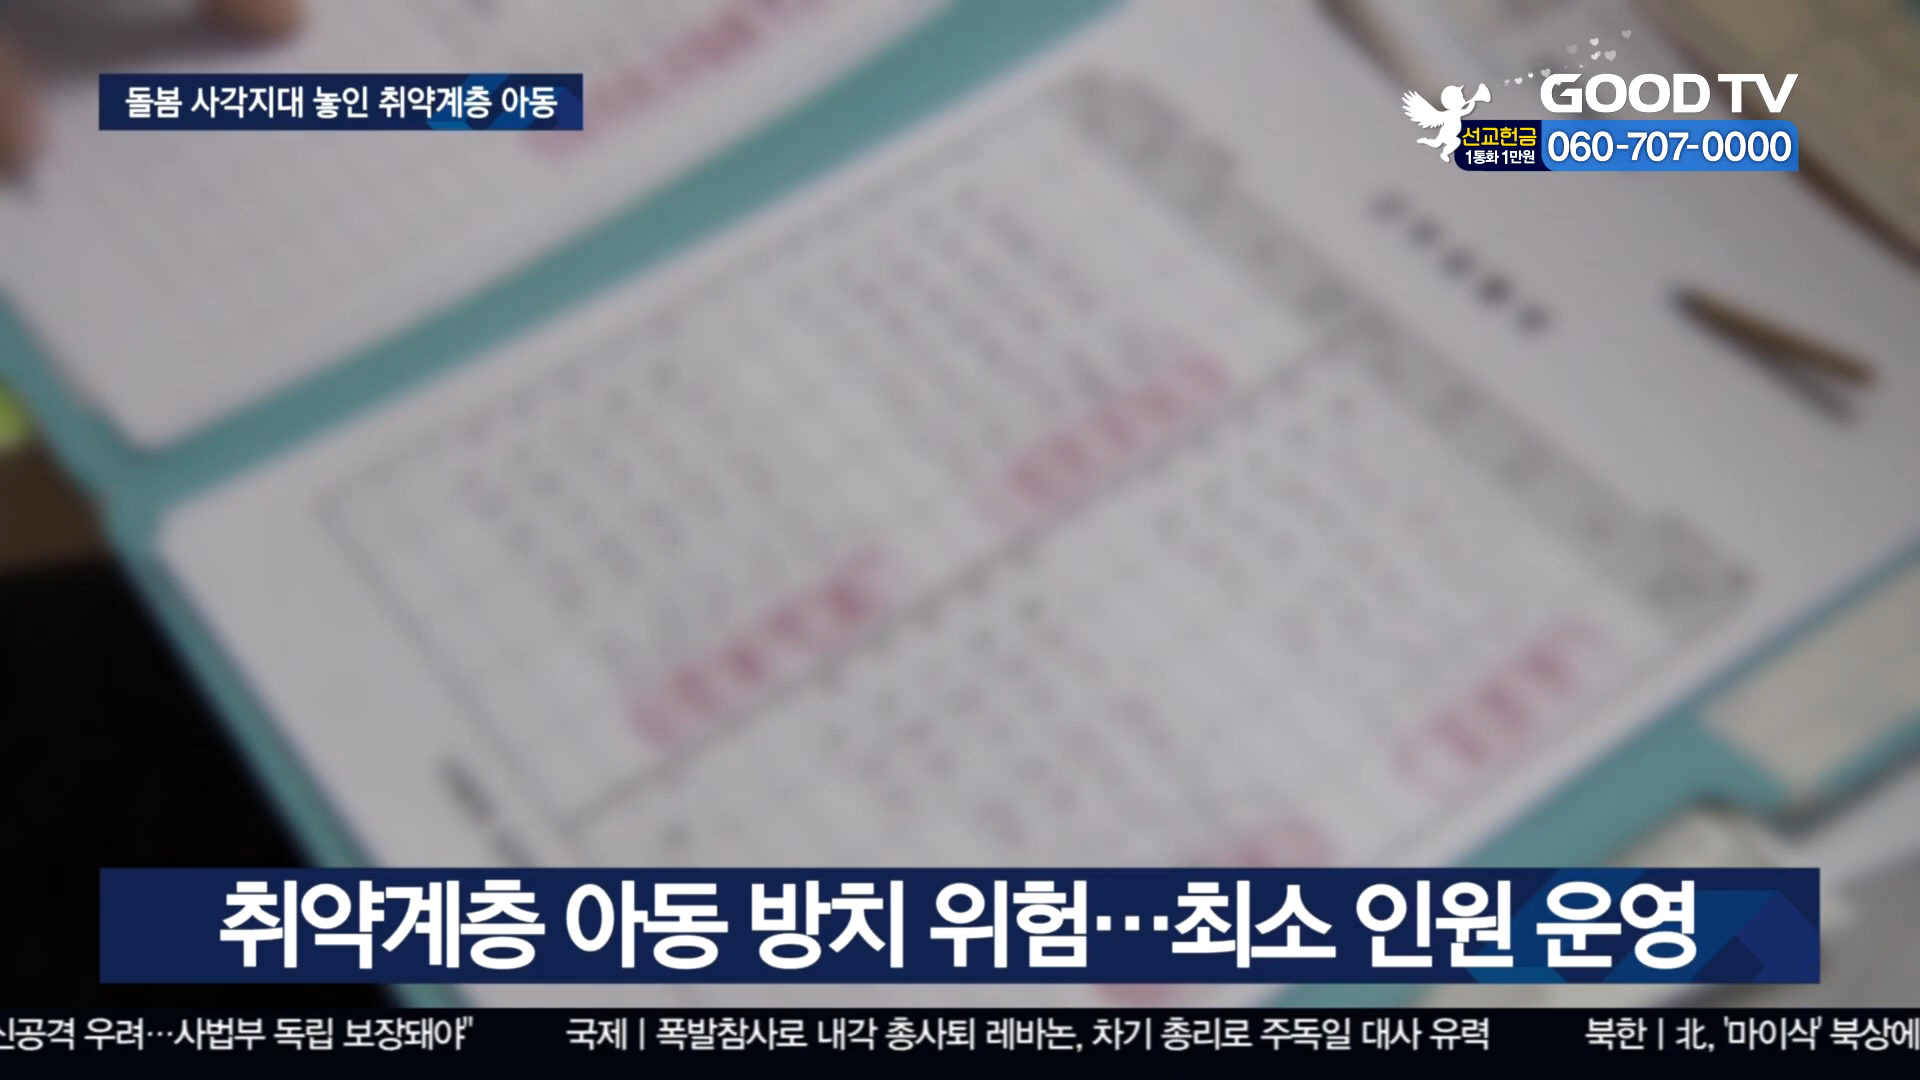 돌봄 사각지대 놓인 취약계층 아동
GOOD TV
선교헌금
1통화 1만원
060-707-0000
취약계층 아동 방치 위험…최소 인원 운영
신공격 우려…사법부 독립 보장돼야"
국제 | 폭발참사로 내각 총사퇴 레바논, 차기 총리로 주독일 대사 유력
북한 | 北, '마이삭' 북상에